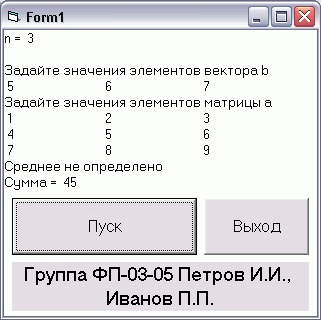 Form1
n = 3
Задайте значения элементов вектора b
5 6 7
Задайте значения элементов матрицы a
1 2 3
4 5 6
7 8 9
Среднее не определено
Сумма = 45
Пуск Выход
Группа ФП-03-05 Петров И.И.,
Иванов П.П.